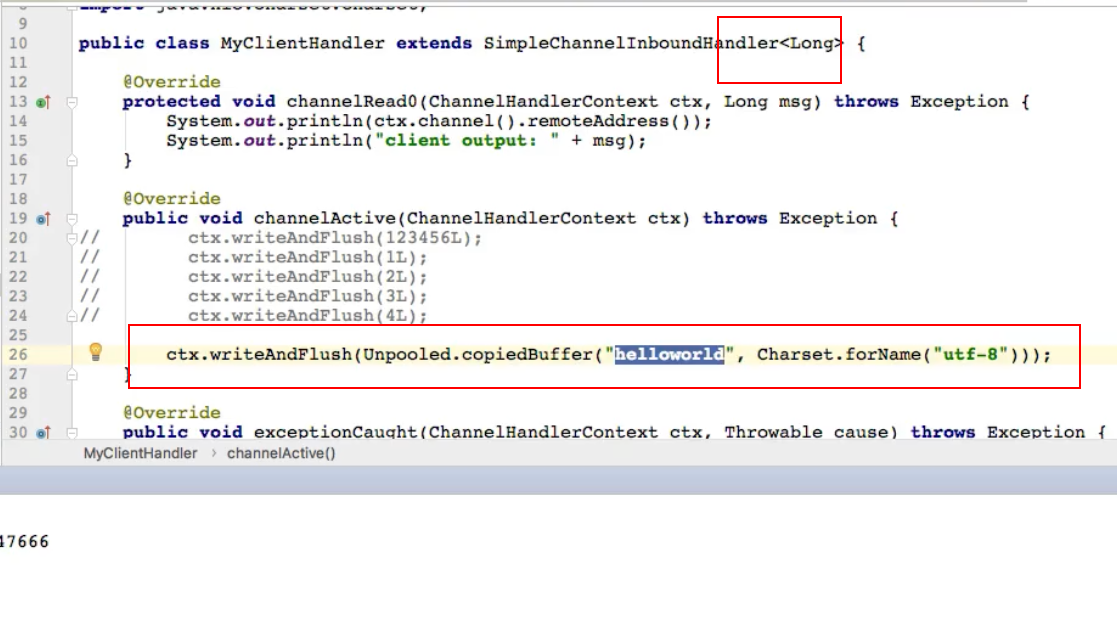 9
10 public class MyClientHandler extends SimpleChannelInboundHandler<Long> {
11
12 @Override
13 protected void channelRead0(ChannelHandlerContext ctx, Long msg) throws Exception {
14 System.out.println(ctx.channel().remoteAddress());
15 System.out.println("client output: " + msg);
16 }
17
18 @Override
19 public void channelActive(ChannelHandlerContext ctx) throws Exception {
20 // ctx.writeAndFlush(123456L);
21 // ctx.writeAndFlush(1L);
22 // ctx.writeAndFlush(2L);
23 // ctx.writeAndFlush(3L);
24 // ctx.writeAndFlush(4L);
25
26 ctx.writeAndFlush(Unpooled.copiedBuffer("helloworld", Charset.forName("utf-8")));
27 }
28
29 @Override
30 public void exceptionCaught(ChannelHandlerContext ctx, Throwable cause) throws Exception {
MyClientHandler › channelActive()
47666